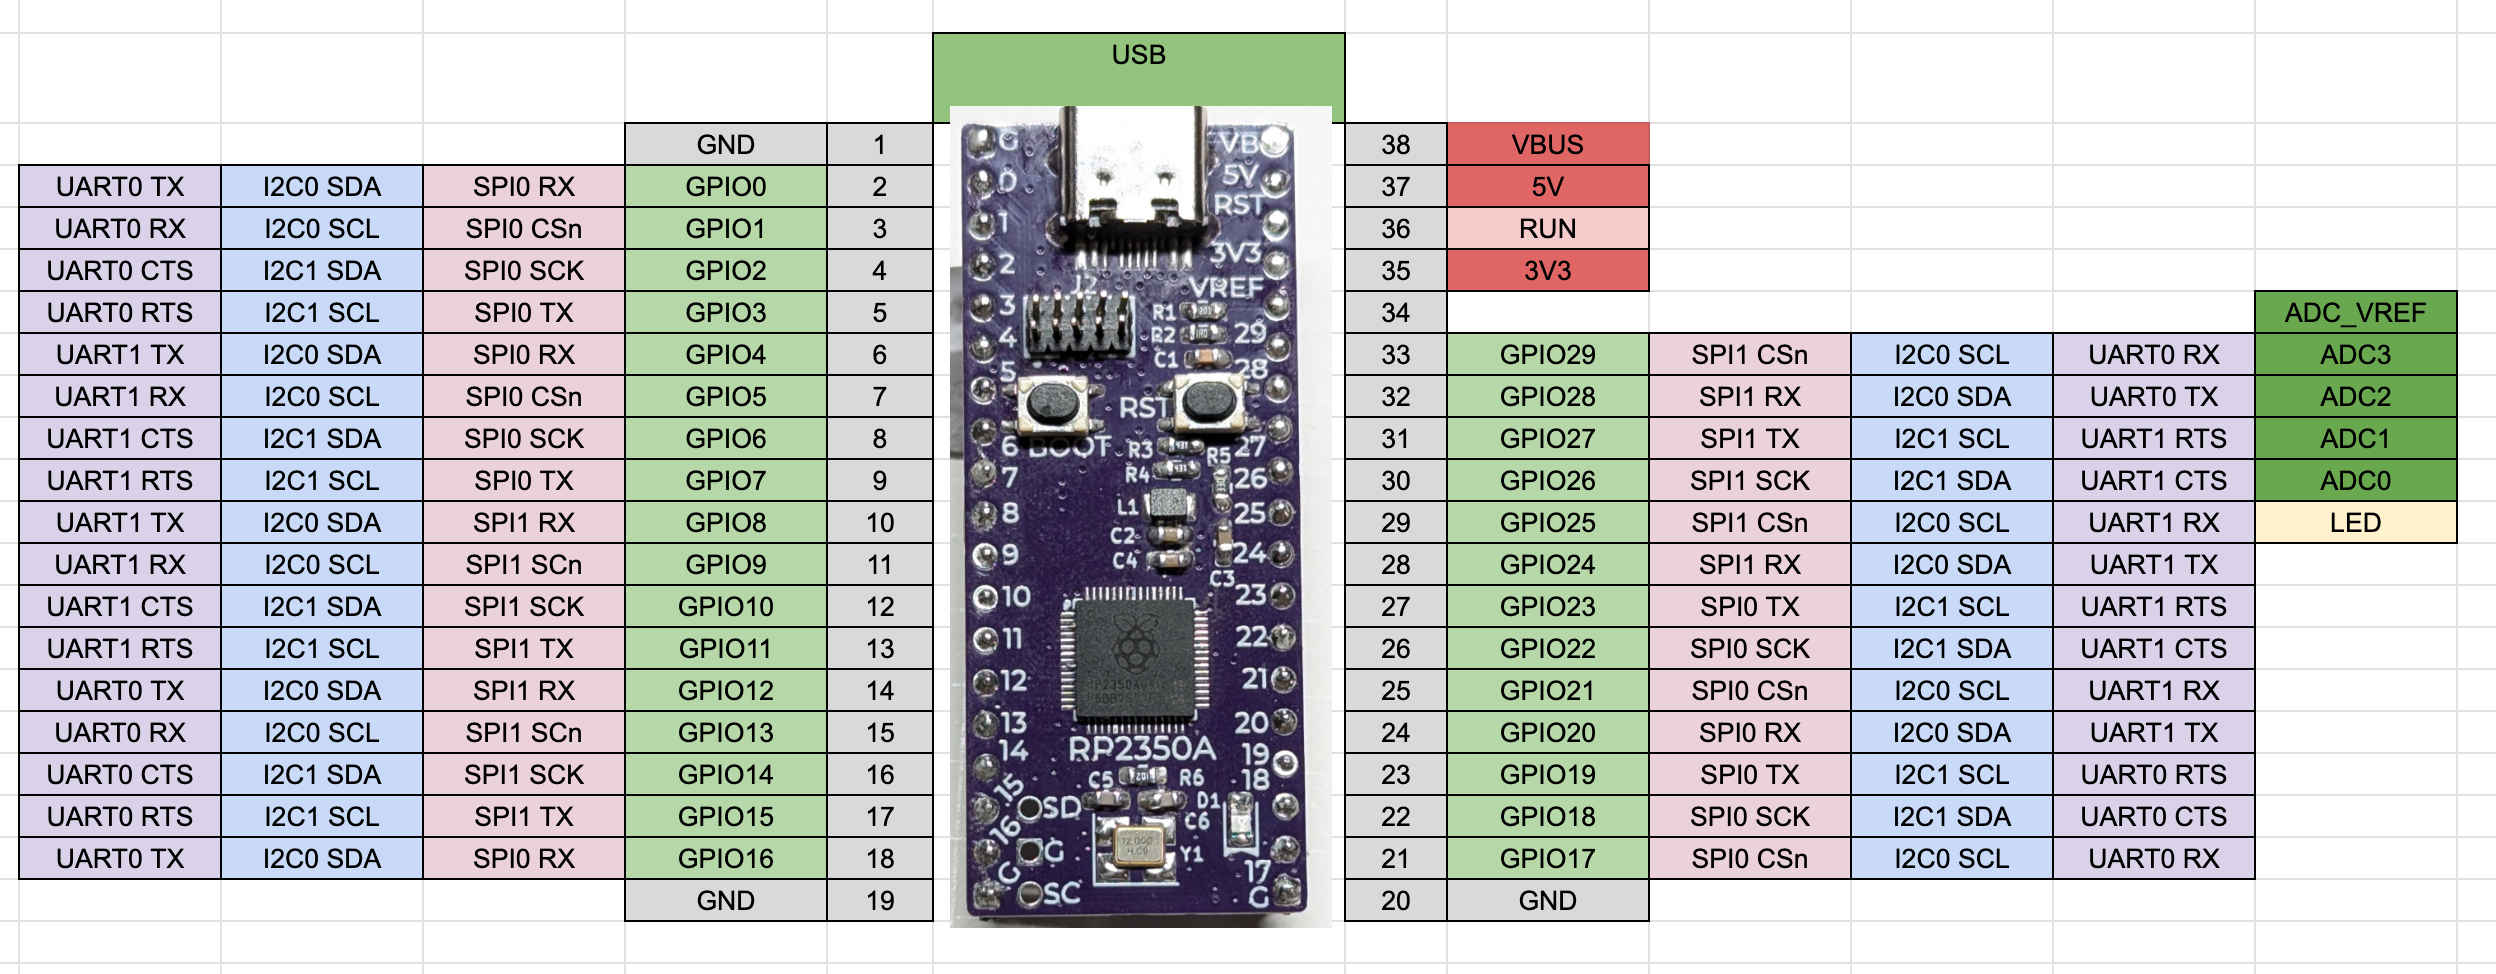 USB
GND 1 38 VBUS
UART0 TX I2C0 SDA SPI0 RX GPIO0 2 37 5V
UART0 RX I2C0 SCL SPI0 CSn GPIO1 3 36 RUN
UART0 CTS I2C1 SDA SPI0 SCK GPIO2 4 35 3V3
UART0 RTS I2C1 SCL SPI0 TX GPIO3 5 34 ADC_VREF
UART1 TX I2C0 SDA SPI0 RX GPIO4 6 33 GPIO29 SPI1 CSn I2C0 SCL UART0 RX ADC3
UART1 RX I2C0 SCL SPI0 CSn GPIO5 7 32 GPIO28 SPI1 RX I2C0 SDA UART0 TX ADC2
UART1 CTS I2C1 SDA SPI0 SCK GPIO6 8 31 GPIO27 SPI1 TX I2C1 SCL UART1 RTS ADC1
UART1 RTS I2C1 SCL SPI0 TX GPIO7 9 30 GPIO26 SPI1 SCK I2C1 SDA UART1 CTS ADC0
UART1 TX I2C0 SDA SPI1 RX GPIO8 10 29 GPIO25 SPI1 CSn I2C0 SCL UART1 RX LED
UART1 RX I2C0 SCL SPI1 SCn GPIO9 11 28 GPIO24 SPI1 RX I2C0 SDA UART1 TX
UART1 CTS I2C1 SDA SPI1 SCK GPIO10 12 27 GPIO23 SPI0 TX I2C1 SCL UART1 RTS
UART1 RTS I2C1 SCL SPI1 TX GPIO11 13 26 GPIO22 SPI0 SCK I2C1 SDA UART1 CTS
UART0 TX I2C0 SDA SPI1 RX GPIO12 14 25 GPIO21 SPI0 CSn I2C0 SCL UART1 RX
UART0 RX I2C0 SCL SPI1 SCn GPIO13 15 24 GPIO20 SPI0 RX I2C0 SDA UART1 TX
UART0 CTS I2C1 SDA SPI1 SCK GPIO14 16 23 GPIO19 SPI0 TX I2C1 SCL UART0 RTS
UART0 RTS I2C1 SCL SPI1 TX GPIO15 17 22 GPIO18 SPI0 SCK I2C1 SDA UART0 CTS
UART0 TX I2C0 SDA SPI0 RX GPIO16 18 21 GPIO17 SPI0 CSn I2C0 SCL UART0 RX
GND 19 20 GND
G VB
0 5V
RST
1
3V3
2
J2 VREF
3 R1
4 R2 29
C1
5 28
RST
6 BOOT R3 R5 27
7 R4 26
8 L1 25
C2
9 C4 24
C3
10 23
11 22
12 21
13 20
14 RP2350A 19
C5 R6 18
15 SD D1
16 C6
G Y1
17
G SC G